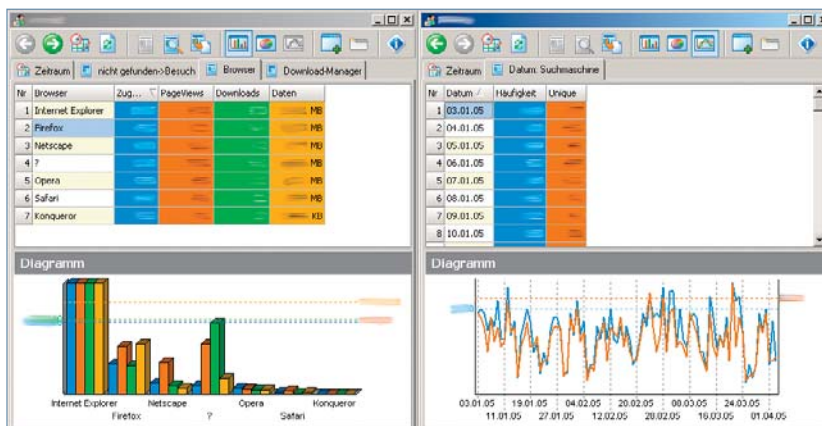 Zeitraum nicht gefunden->Besuch Browser Download-Manager
Nr Browser Zug... PageViews Downloads Daten
1 Internet Explorer MB
2 Firefox MB
3 Netscape MB
4 ? MB
5 Opera MB
6 Safari MB
7 Konqueror KB
Diagramm
Internet Explorer Netscape Opera Konqueror
Firefox ? Safari
Zeitraum Datum: Suchmaschine
Nr Datum Häufigkeit Unique
1 03.01.05
2 04.01.05
3 05.01.05
4 06.01.05
5 07.01.05
6 08.01.05
7 09.01.05
8 10.01.05
Diagramm
03.01.05 19.01.05 04.02.05 20.02.05 00.03.05 24.03.05
11.01.05 27.01.05 12.02.05 20.02.05 16.03.05 01.04.05